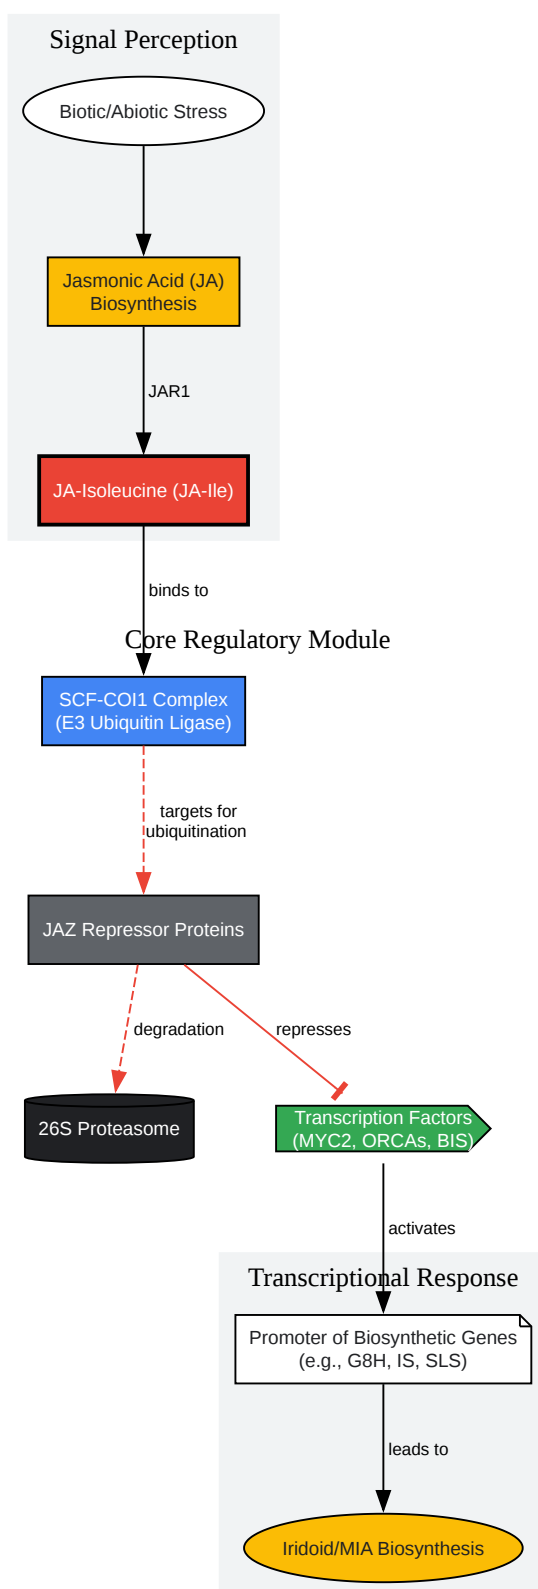 Signal Perception
Biotic/Abiotic Stress
Jasmonic Acid (JA)
Biosynthesis
JAR1
JA-Isoleucine (JA-Ile)
binds to
Core Regulatory Module
SCF-COI1 Complex
(E3 Ubiquitin Ligase)
targets for
ubiquitination
JAZ Repressor Proteins
degradation
represses
26S Proteasome
Transcription Factors
(MYC2, ORCAs, BIS)
activates
Transcriptional Response
Promoter of Biosynthetic Genes
(e.g., G8H, IS, SLS)
leads to
Iridoid/MIA Biosynthesis